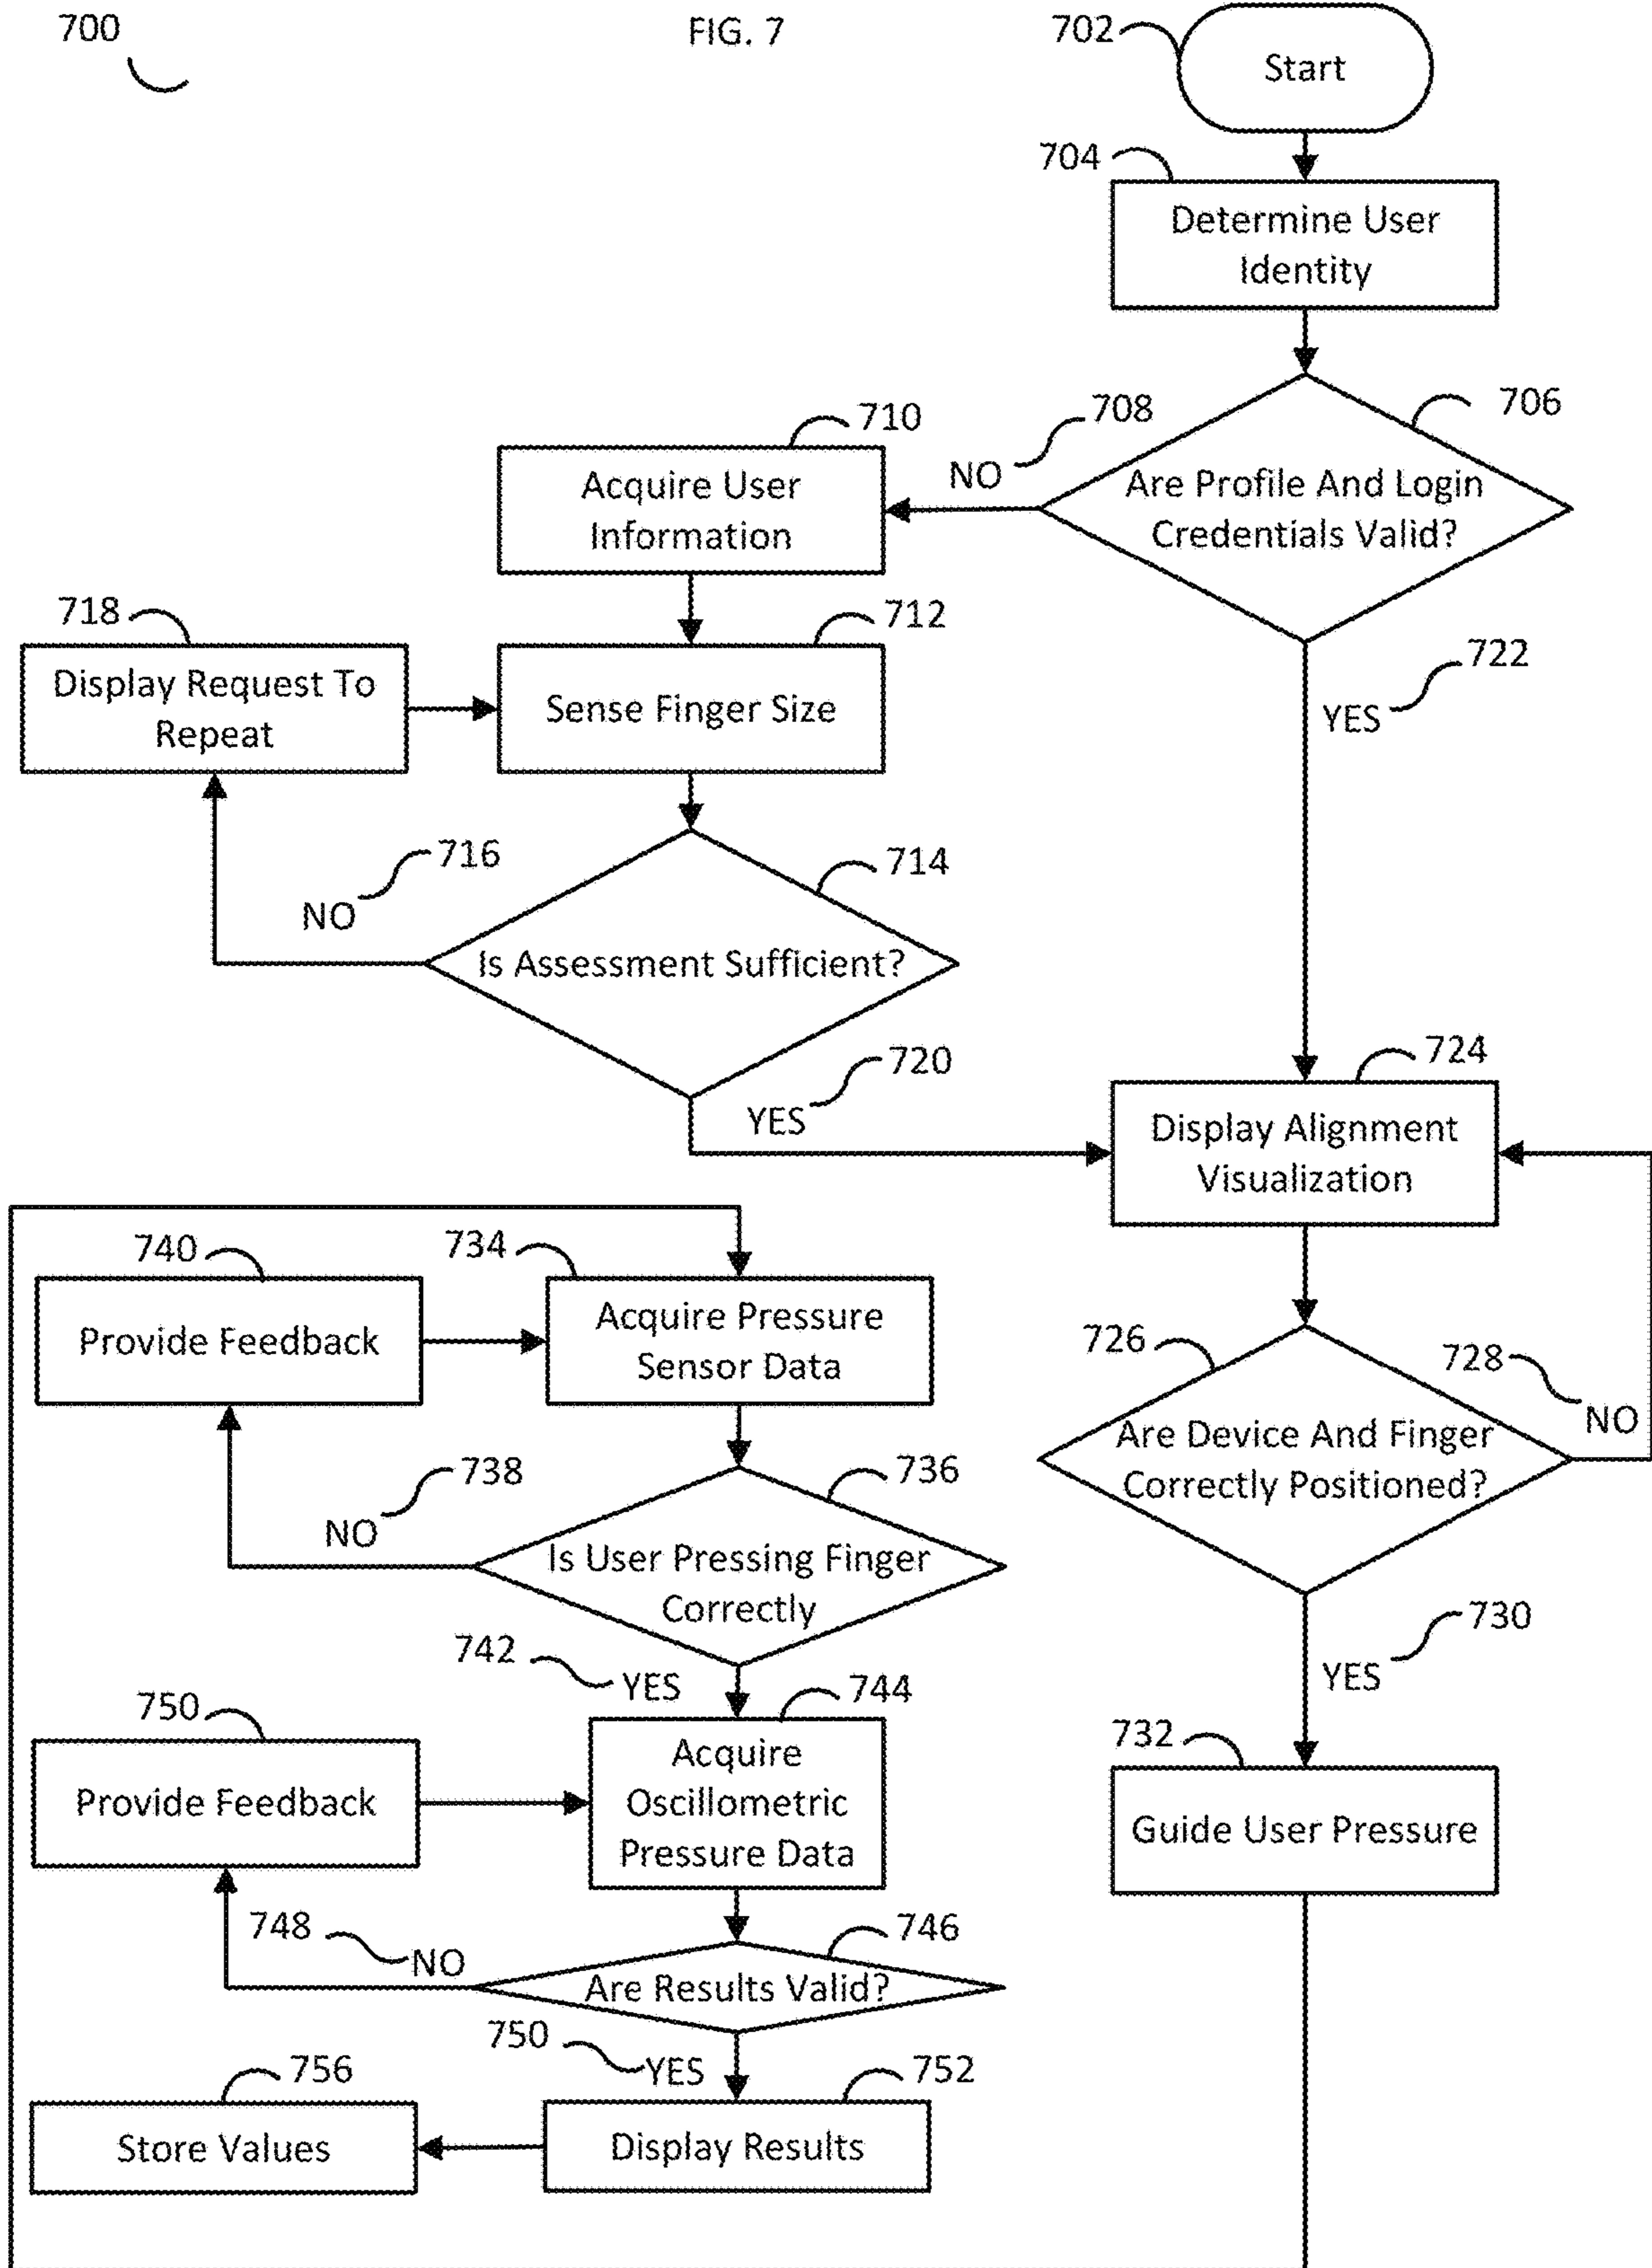 700
FIG. 7
702
Start
704
Determine User
Identity
706
Are Profile And Login
Credentials Valid?
708
NO
710
Acquire User
Information
712
Sense Finger Size
718
Display Request To
Repeat
714
Is Assessment Sufficient?
716
NO
720
YES
722
YES
724
Display Alignment
Visualization
726
Are Device And Finger
Correctly Positioned?
728
NO
730
YES
732
Guide User Pressure
734
Acquire Pressure
Sensor Data
740
Provide Feedback
736
Is User Pressing Finger
Correctly
738
NO
742
YES
744
Acquire
Oscillometric
Pressure Data
750
Provide Feedback
746
Are Results Valid?
748
NO
750
YES
752
Display Results
756
Store Values